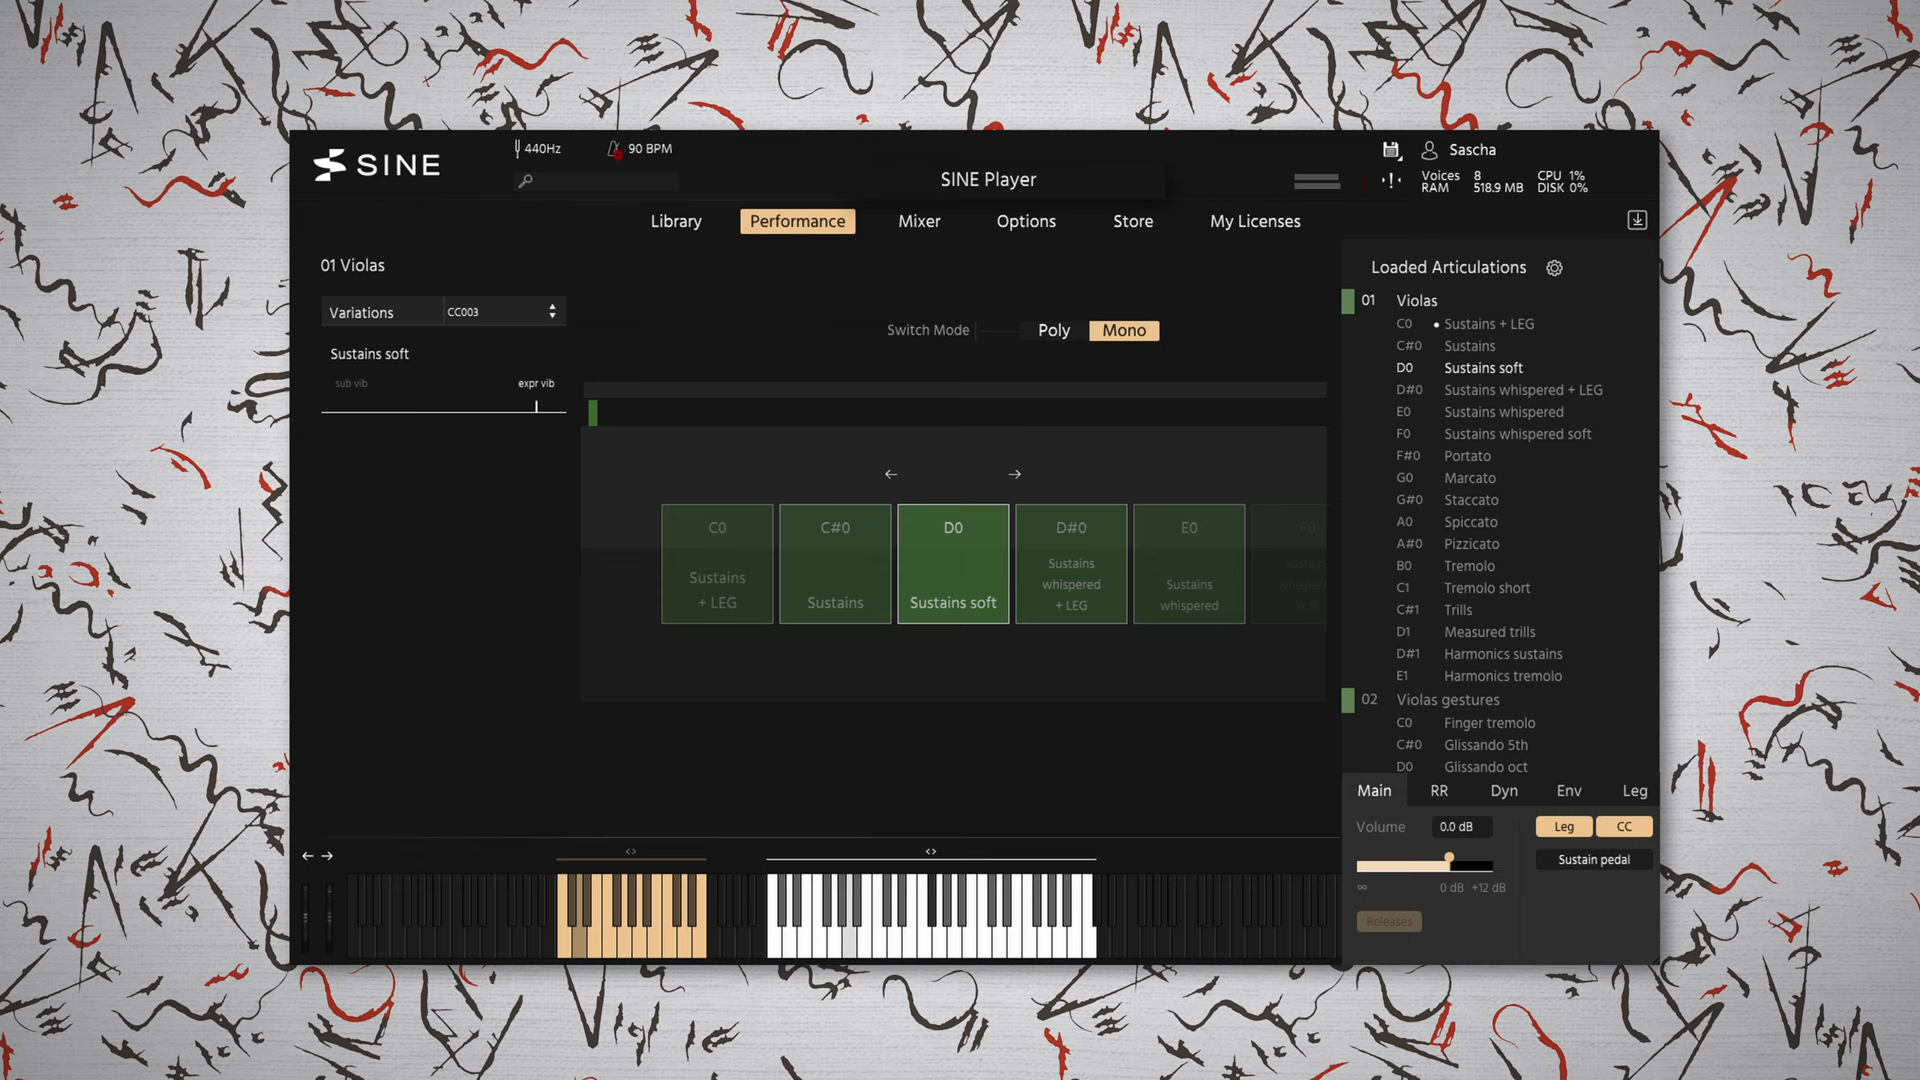 SINE
440Hz
90 BPM
SINE Player
Sascha
Voices 8
RAM 518.9 MB
CPU 1%
DISK 0%
Library
Performance
Mixer
Options
Store
My Licenses
01 Violas
Variations
CC003
Sustains soft
sub vib
expr vib
Switch Mode
Poly
Mono
←
→
C0
Sustains
+ LEG
C#0
Sustains
D0
Sustains soft
D#0
Sustains
whispered
+ LEG
E0
Sustains
whispered
F0
soft
Loaded Articulations
01 Violas
C0 • Sustains + LEG
C#0 Sustains
D0 Sustains soft
D#0 Sustains whispered + LEG
E0 Sustains whispered
F0 Sustains whispered soft
F#0 Portato
G0 Marcato
G#0 Staccato
A0 Spiccato
A#0 Pizzicato
B0 Tremolo
C1 Tremolo short
C#1 Trills
D1 Measured trills
D#1 Harmonics sustains
E1 Harmonics tremolo
02 Violas gestures
C0 Finger tremolo
C#0 Glissando 5th
D0 Glissando oct
Main
RR
Dyn
Env
Leg
Volume
0.0 dB
Leg
CC
Sustain pedal
∞
0 dB
+12 dB
Releases
← →
<>
<>